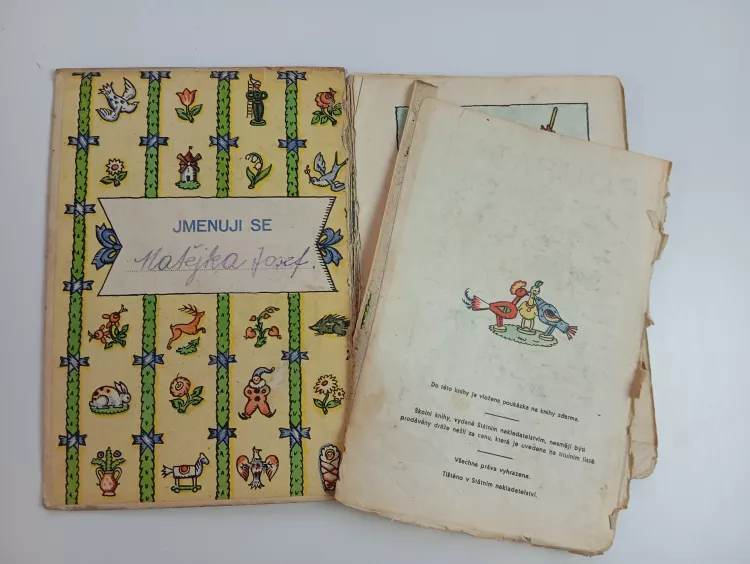 JMENUJI SE
Matějka Josef.
Do této knihy je vložena poukázka na knihy zdarma.
Školní knihy, vydané Státním nakladatelstvím, nesmějí býti
prodávány dráže nežli za cenu, která je uvedena na titulním listě.
Všechna práva vyhrazena.
Tištěno v Státním nakladatelství.